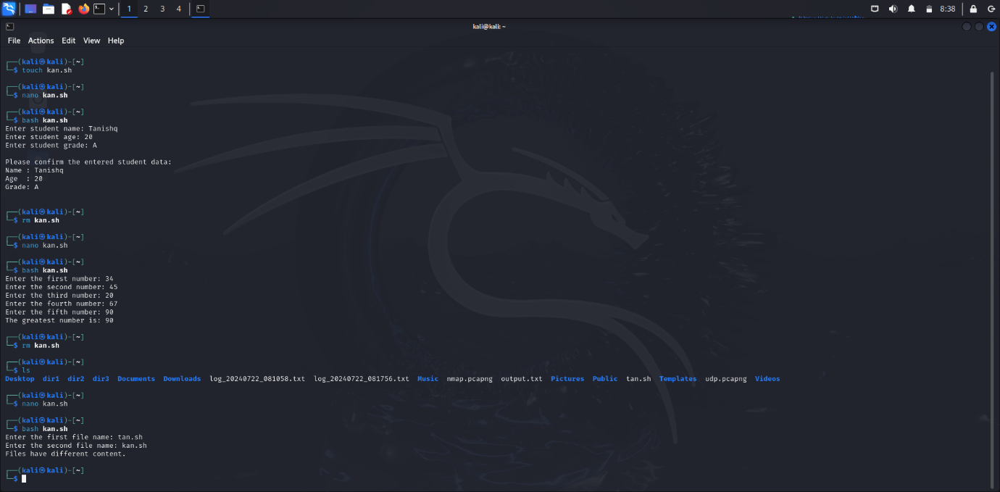 1 2 3 4
8:38
kali@kali: ~
File Actions Edit View Help
┌──(kali㉿kali)-[~]
└─$ touch kan.sh
┌──(kali㉿kali)-[~]
└─$ nano kan.sh
┌──(kali㉿kali)-[~]
└─$ bash kan.sh
Enter student name: Tanishq
Enter student age: 20
Enter student grade: A
Please confirm the entered student data:
Name : Tanishq
Age  : 20
Grade: A
┌──(kali㉿kali)-[~]
└─$ rm kan.sh
┌──(kali㉿kali)-[~]
└─$ nano kan.sh
┌──(kali㉿kali)-[~]
└─$ bash kan.sh
Enter the first number: 34
Enter the second number: 45
Enter the third number: 20
Enter the fourth number: 67
Enter the fifth number: 90
The greatest number is: 90
┌──(kali㉿kali)-[~]
└─$ rm kan.sh
┌──(kali㉿kali)-[~]
└─$ ls
Desktop  dir1  dir2  dir3  Documents  Downloads  log_20240722_081058.txt  log_20240722_081756.txt  Music  nmap.pcapng  output.txt  Pictures  Public  tan.sh  Templates  udp.pcapng  Videos
┌──(kali㉿kali)-[~]
└─$ nano kan.sh
┌──(kali㉿kali)-[~]
└─$ bash kan.sh
Enter the first file name: tan.sh
Enter the second file name: kan.sh
Files have different content.
┌──(kali㉿kali)-[~]
└─$